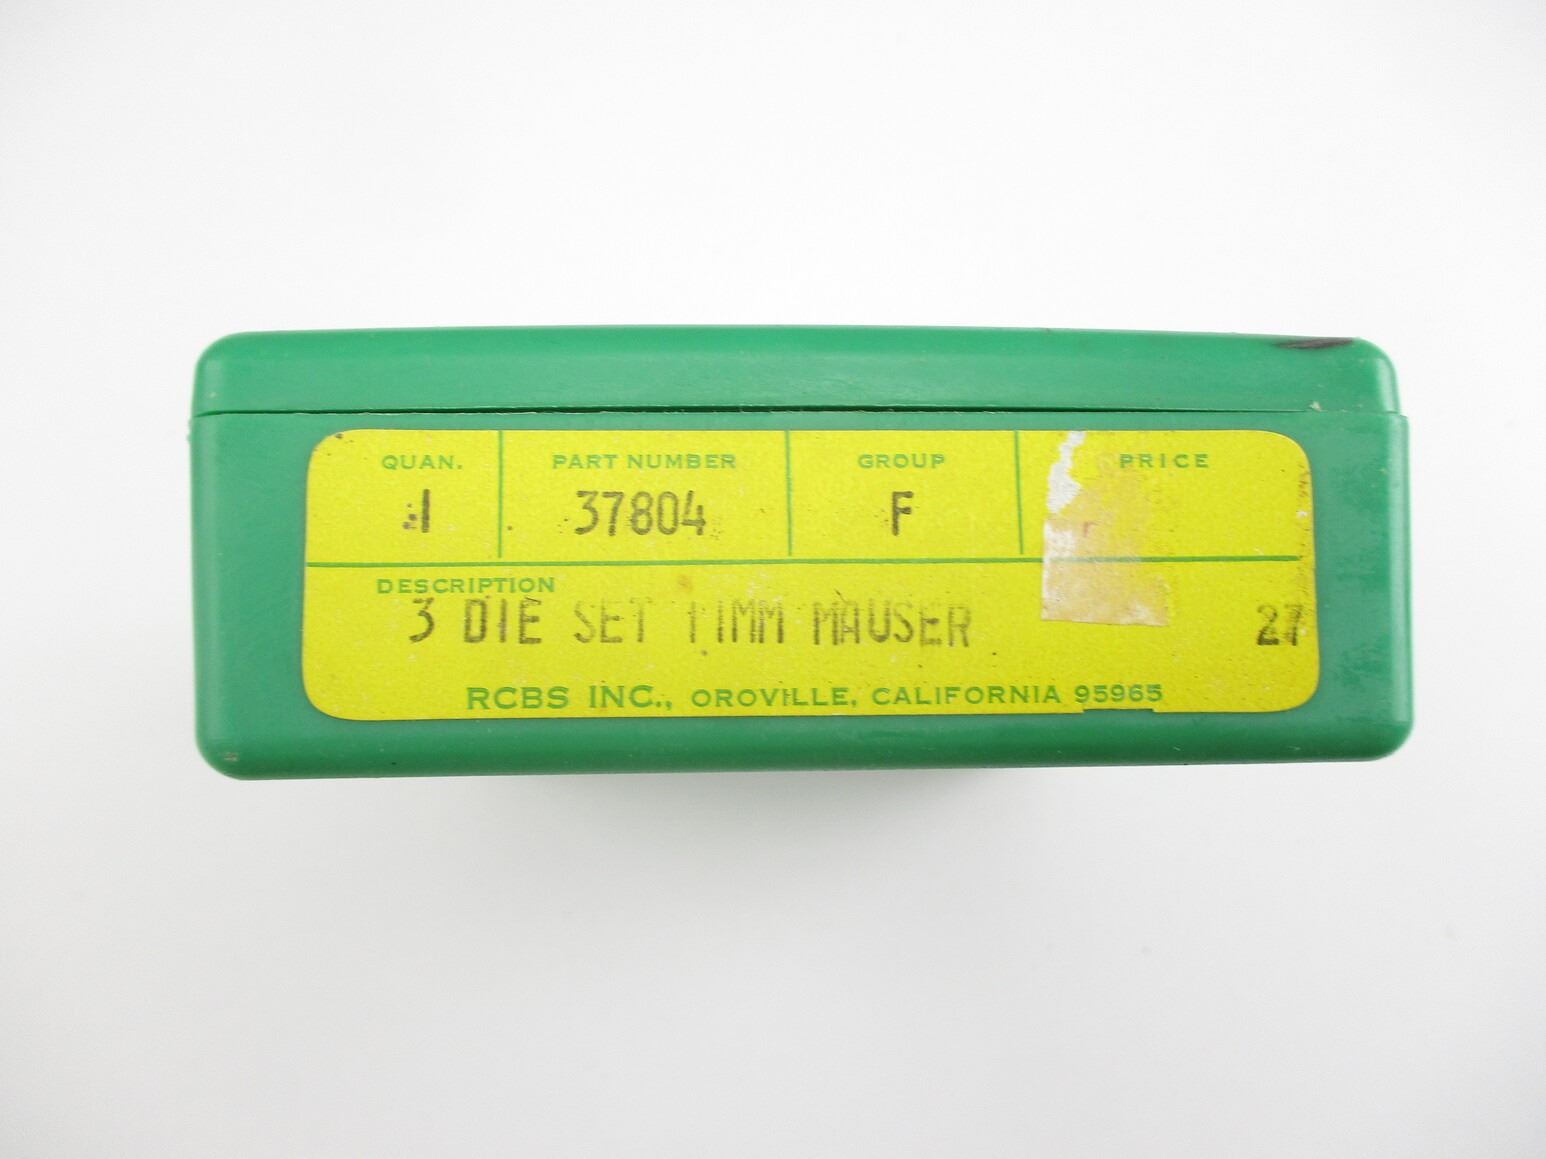 QUAN. PART NUMBER GROUP PRICE
1 37804 F
DESCRIPTION
3 DIE SET 11MM MAUSER 27
RCBS INC., OROVILLE, CALIFORNIA 95965